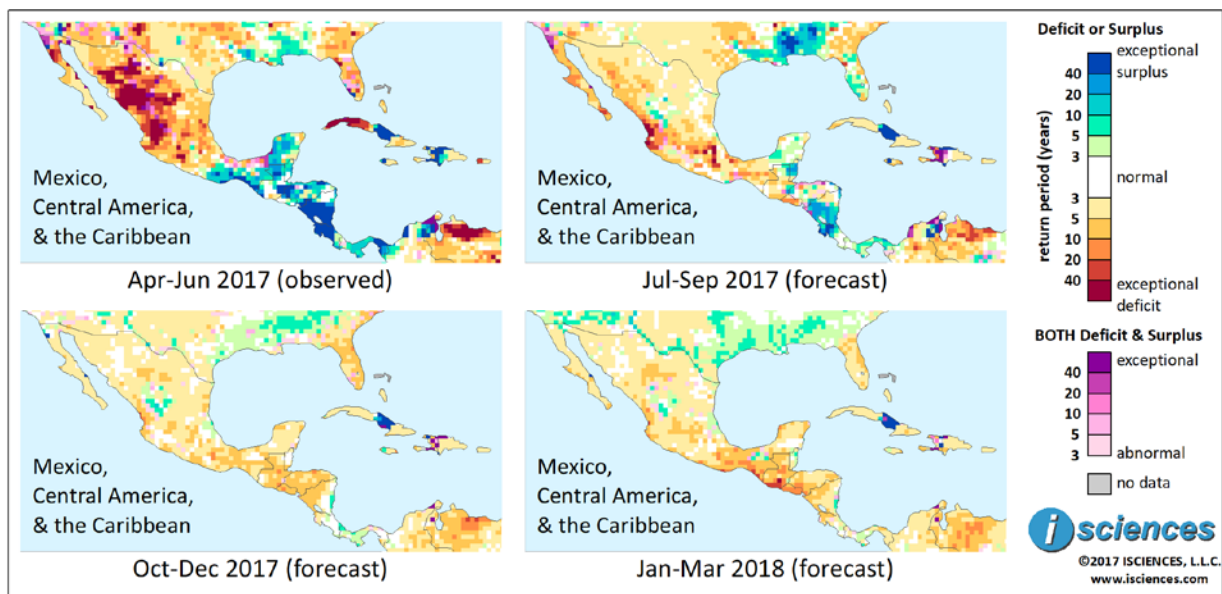 Mexico,
Central America,
& the Caribbean
Apr-Jun 2017 (observed)
Mexico,
Central America,
& the Caribbean
Jul-Sep 2017 (forecast)
Mexico,
Central America,
& the Caribbean
Oct-Dec 2017 (forecast)
Mexico,
Central America,
& the Caribbean
Jan-Mar 2018 (forecast)
Deficit or Surplus
return period (years)
exceptional
surplus
40
20
10
5
3
normal
3
5
10
20
40
exceptional
deficit
BOTH Deficit & Surplus
exceptional
40
20
10
5
3
abnormal
no data
i sciences
©2017 ISCIENCES, L.L.C.
www.isciences.com